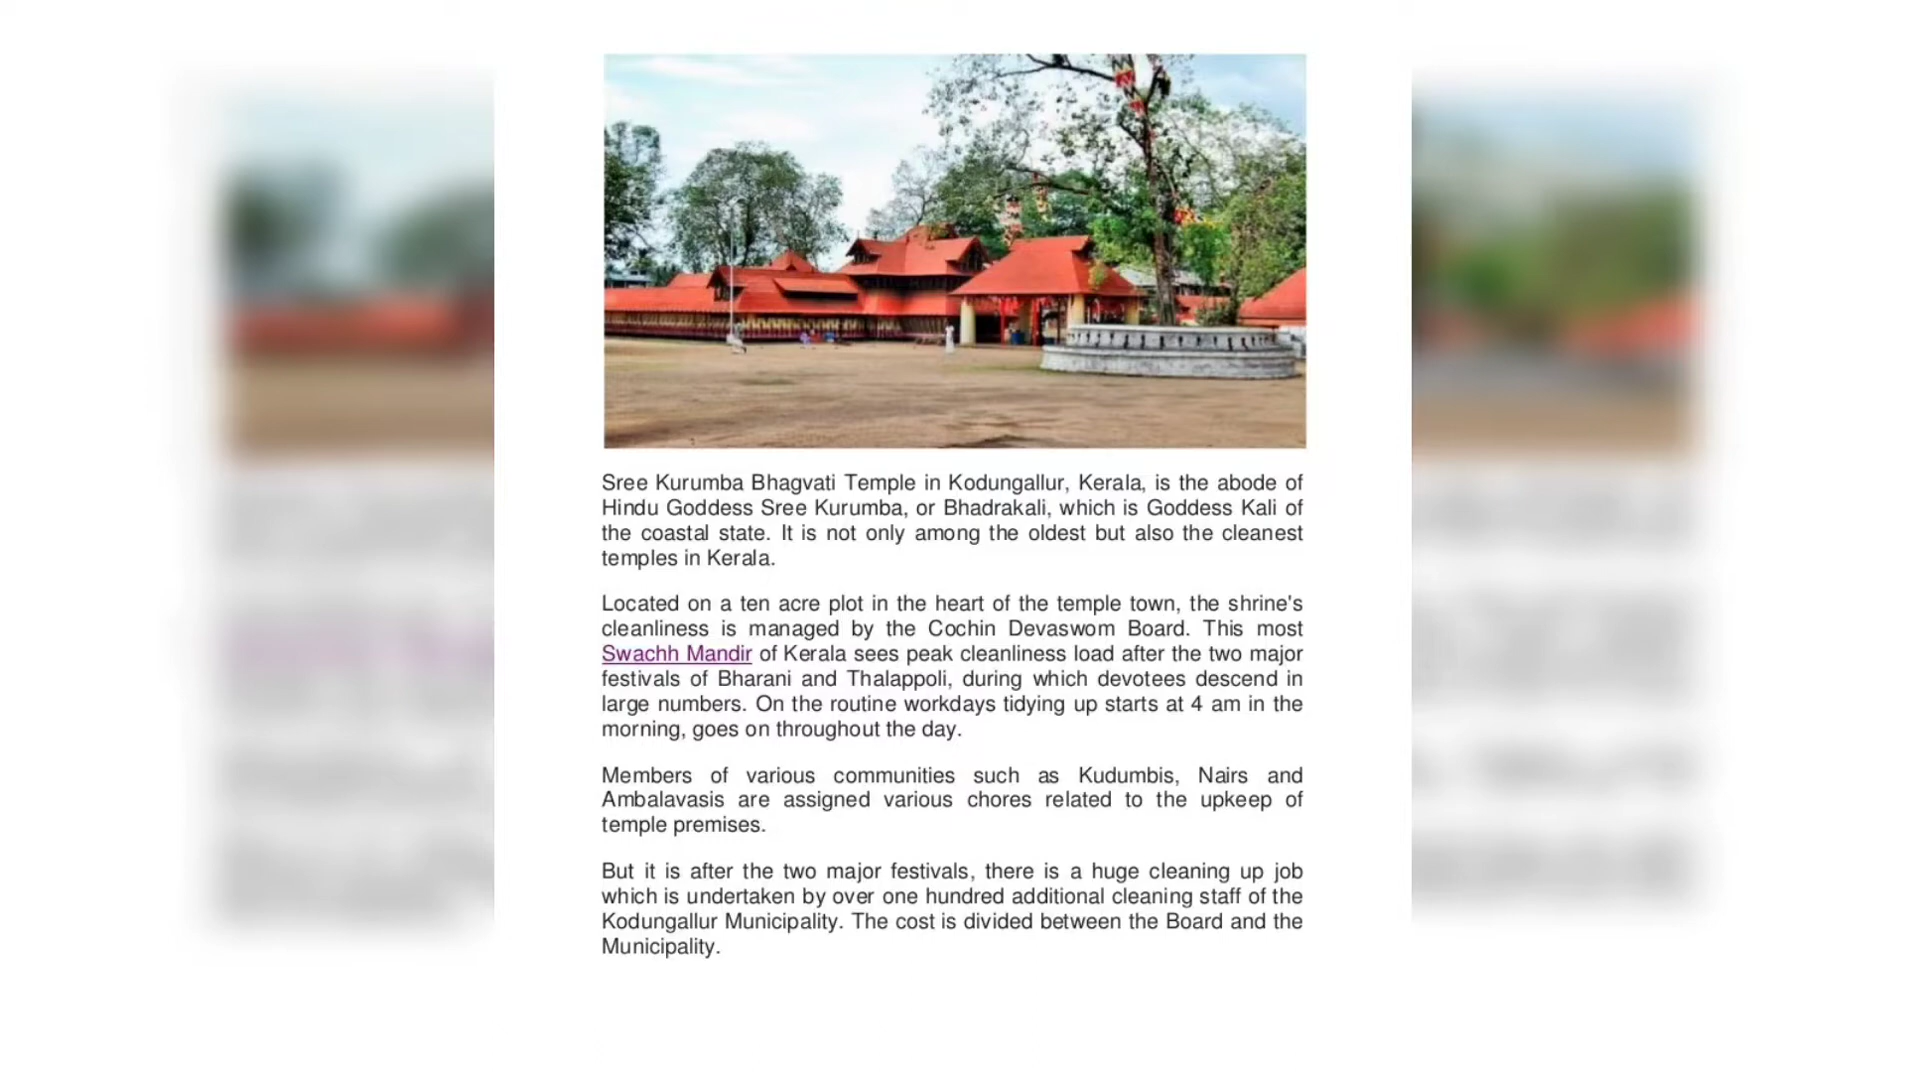 Sree Kurumba Bhagvati Temple in Kodungallur, Kerala, is the abode of
Hindu Goddess Sree Kurumba, or Bhadrakali, which is Goddess Kali of
the coastal state. It is not only among the oldest but also the cleanest
temples in Kerala.
Located on a ten acre plot in the heart of the temple town, the shrine's
cleanliness is managed by the Cochin Devaswom Board. This most
Swachh Mandir of Kerala sees peak cleanliness load after the two major
festivals of Bharani and Thalappoli, during which devotees descend in
large numbers. On the routine workdays tidying up starts at 4 am in the
morning, goes on throughout the day.
Members of various communities such as Kudumbis, Nairs and
Ambalavasis are assigned various chores related to the upkeep of
temple premises.
But it is after the two major festivals, there is a huge cleaning up job
which is undertaken by over one hundred additional cleaning staff of the
Kodungallur Municipality. The cost is divided between the Board and the
Municipality.